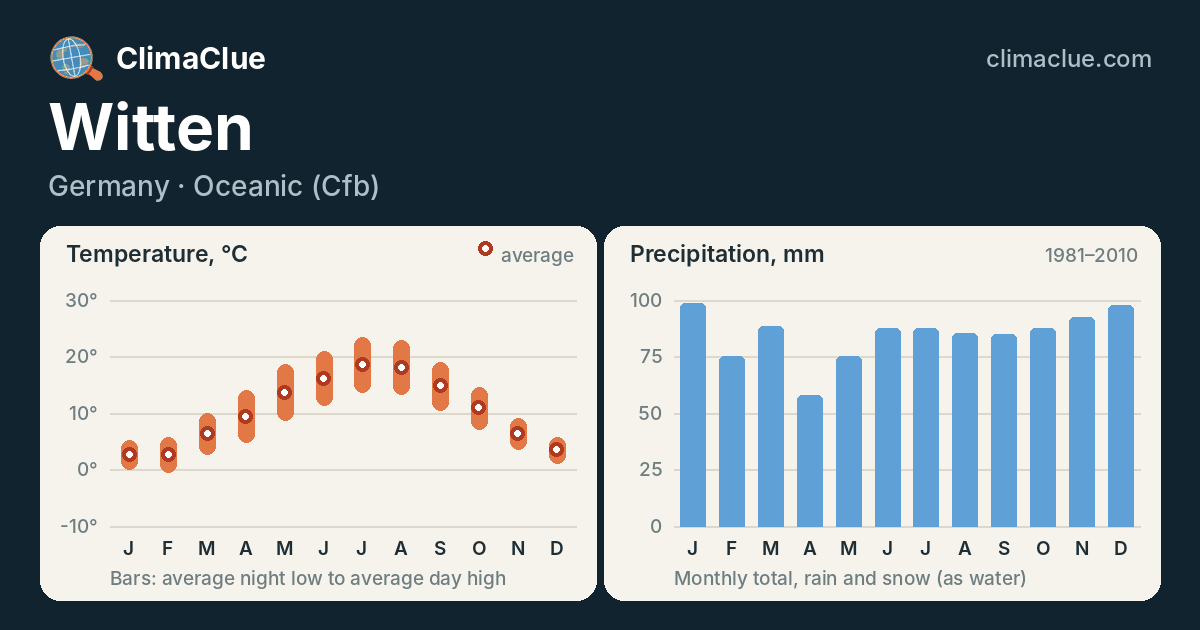 ClimaClue
climaclue.com
Witten
Germany · Oceanic (Cfb)
Temperature, °C
average
30°
20°
10°
0°
-10°
J F M A M J J A S O N D
Bars: average night low to average day high
Precipitation, mm
1981–2010
100
75
50
25
0
J F M A M J J A S O N D
Monthly total, rain and snow (as water)